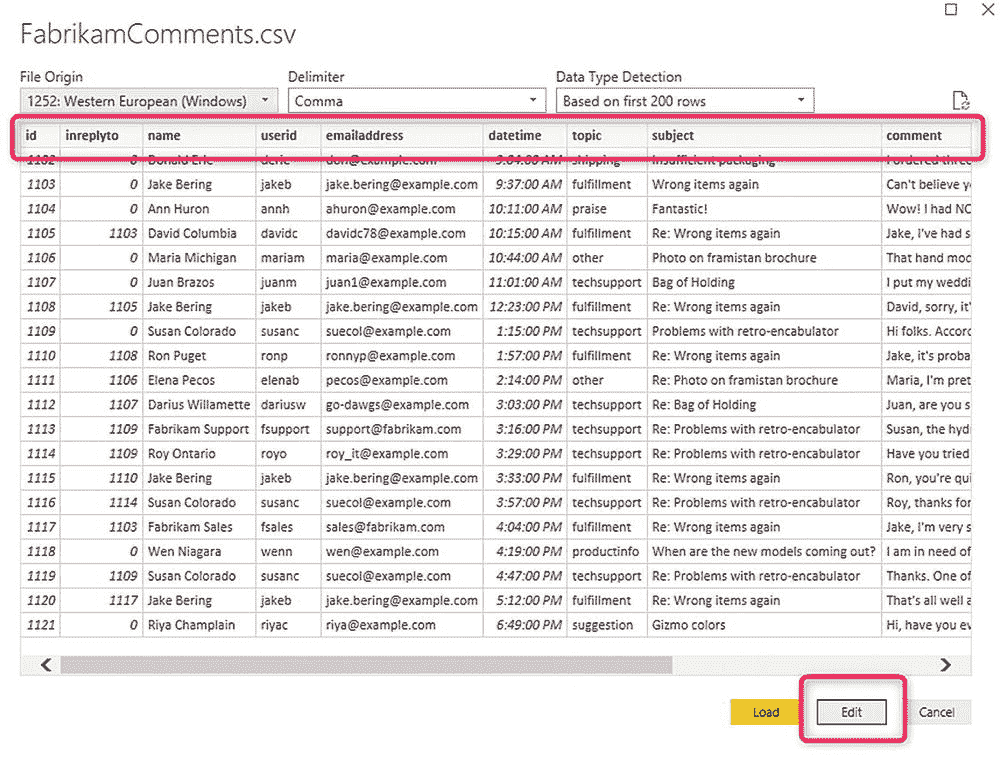 FabrikamComments.csv
File Origin Delimiter Data Type Detection
1252: Western European (Windows) Comma Based on first 200 rows
id inreplyto name userid emailaddress datetime topic subject comment
1102 0 Donald Eric deric don@example.com 9:04:00 AM shipping Insufficient packaging I ordered three
1103 0 Jake Bering jakeb jake.bering@example.com 9:37:00 AM fulfillment Wrong items again Can't believe y
1104 0 Ann Huron annh ahuron@example.com 10:11:00 AM praise Fantastic! Wow! I had NO
1105 1103 David Columbia davidc davidc78@example.com 10:15:00 AM fulfillment Re: Wrong items again Jake, I've had s
1106 0 Maria Michigan mariam maria@example.com 10:44:00 AM other Photo on framistan brochure That hand mod
1107 0 Juan Brazos juanm juan1@example.com 11:01:00 AM techsupport Bag of Holding I put my weddi
1108 1105 Jake Bering jakeb jake.bering@example.com 12:23:00 PM fulfillment Re: Wrong items again David, sorry, it'
1109 0 Susan Colorado susanc suecol@example.com 1:15:00 PM techsupport Problems with retro-encabulator Hi folks. Accor
1110 1108 Ron Puget ronp ronnyp@example.com 1:57:00 PM fulfillment Re: Wrong items again Jake, it's proba
1111 1106 Elena Pecos elenab pecos@example.com 2:14:00 PM other Re: Photo on framistan brochure Maria, I'm pret
1112 1107 Darius Willamette dariusw go-dawgs@example.com 3:03:00 PM techsupport Re: Bag of Holding Juan, are you s
1113 1109 Fabrikam Support fsupport support@fabrikam.com 3:16:00 PM techsupport Re: Problems with retro-encabulator Susan, the hyd
1114 1109 Roy Ontario royo roy_it@example.com 3:29:00 PM techsupport Re: Problems with retro-encabulator Have you tried
1115 1110 Jake Bering jakeb jake.bering@example.com 3:33:00 PM fulfillment Re: Wrong items again Ron, you're qui
1116 1114 Susan Colorado susanc suecol@example.com 3:57:00 PM techsupport Re: Problems with retro-encabulator Roy, thanks for
1117 1103 Fabrikam Sales fsales sales@fabrikam.com 4:04:00 PM fulfillment Re: Wrong items again Jake, I'm very s
1118 0 Wen Niagara wenn wen@example.com 4:19:00 PM productinfo When are the new models coming out? I am in need of
1119 1109 Susan Colorado susanc suecol@example.com 4:47:00 PM techsupport Re: Problems with retro-encabulator Thanks. One of
1120 1117 Jake Bering jakeb jake.bering@example.com 5:12:00 PM fulfillment Re: Wrong items again That's all well a
1121 0 Riya Champlain riyac riya@example.com 6:49:00 PM suggestion Gizmo colors Hi, have you ev
Load Edit Cancel